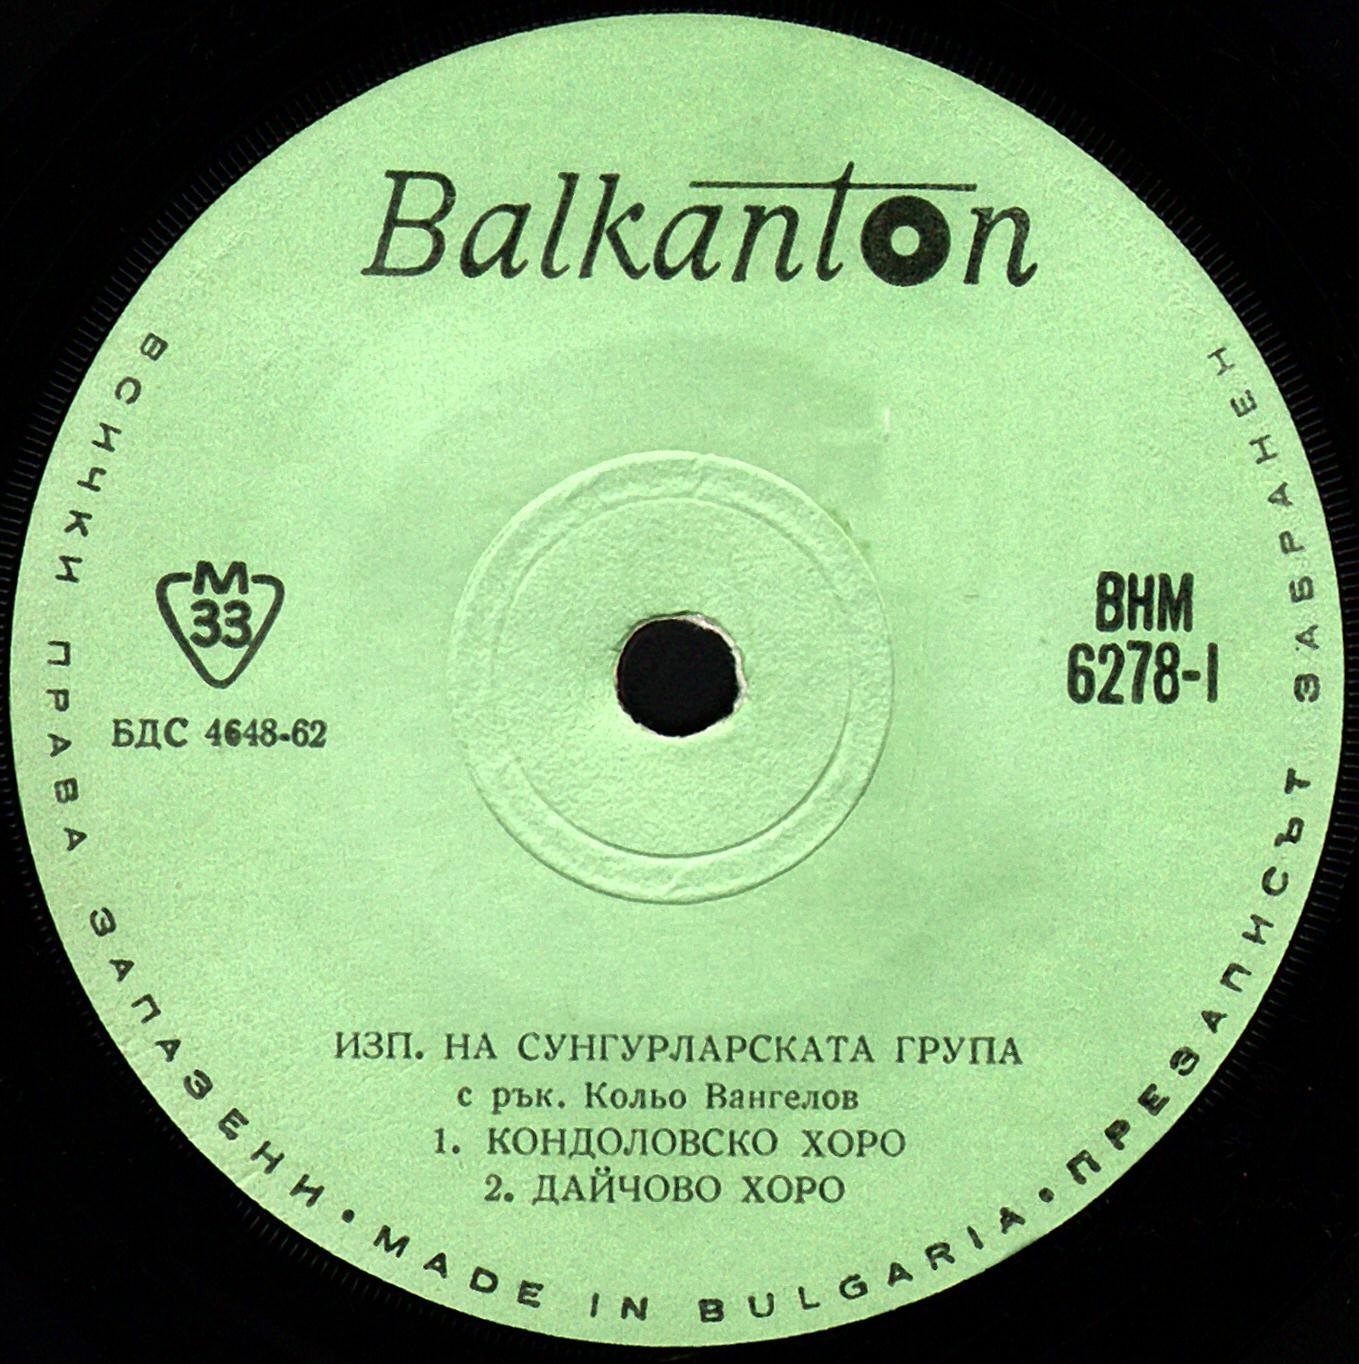 Balkanton
ВСИЧКИ ПРАВА ЗАПАЗЕНИ • MADE IN BULGARIA • ПРЕЗАПИСЪТ ЗАБРАНЕН
М
33
БДС 4648-62
ВНМ
6278-I
ИЗП. НА СУНГУРЛАРСКАТА ГРУПА
с рък. Кольо Вангелов
1. КОНДОЛОВСКО ХОРО
2. ДАЙЧОВО ХОРО